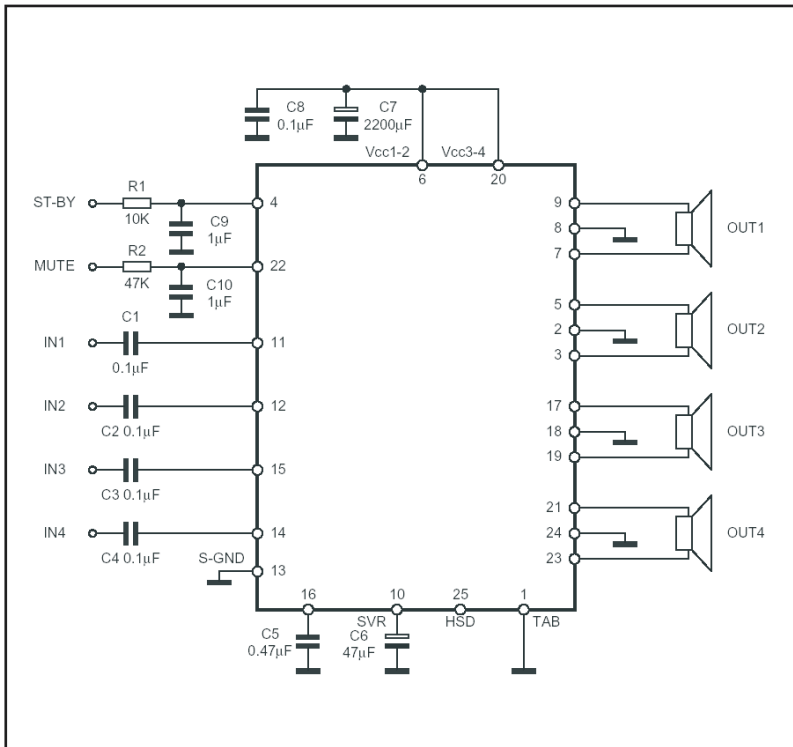 C8
0.1μF
C7
2200μF
Vcc1-2
Vcc3-4
6
20
ST-BY
R1
10K
4
C9
1μF
MUTE
R2
47K
22
C10
1μF
IN1
C1
0.1μF
11
IN2
C2 0.1μF
12
IN3
C3 0.1μF
15
IN4
C4 0.1μF
14
S-GND
13
9
8
7
OUT1
5
2
3
OUT2
17
18
19
OUT3
21
24
23
OUT4
16
10
25
1
SVR
HSD
TAB
C5
0.47μF
C6
47μF